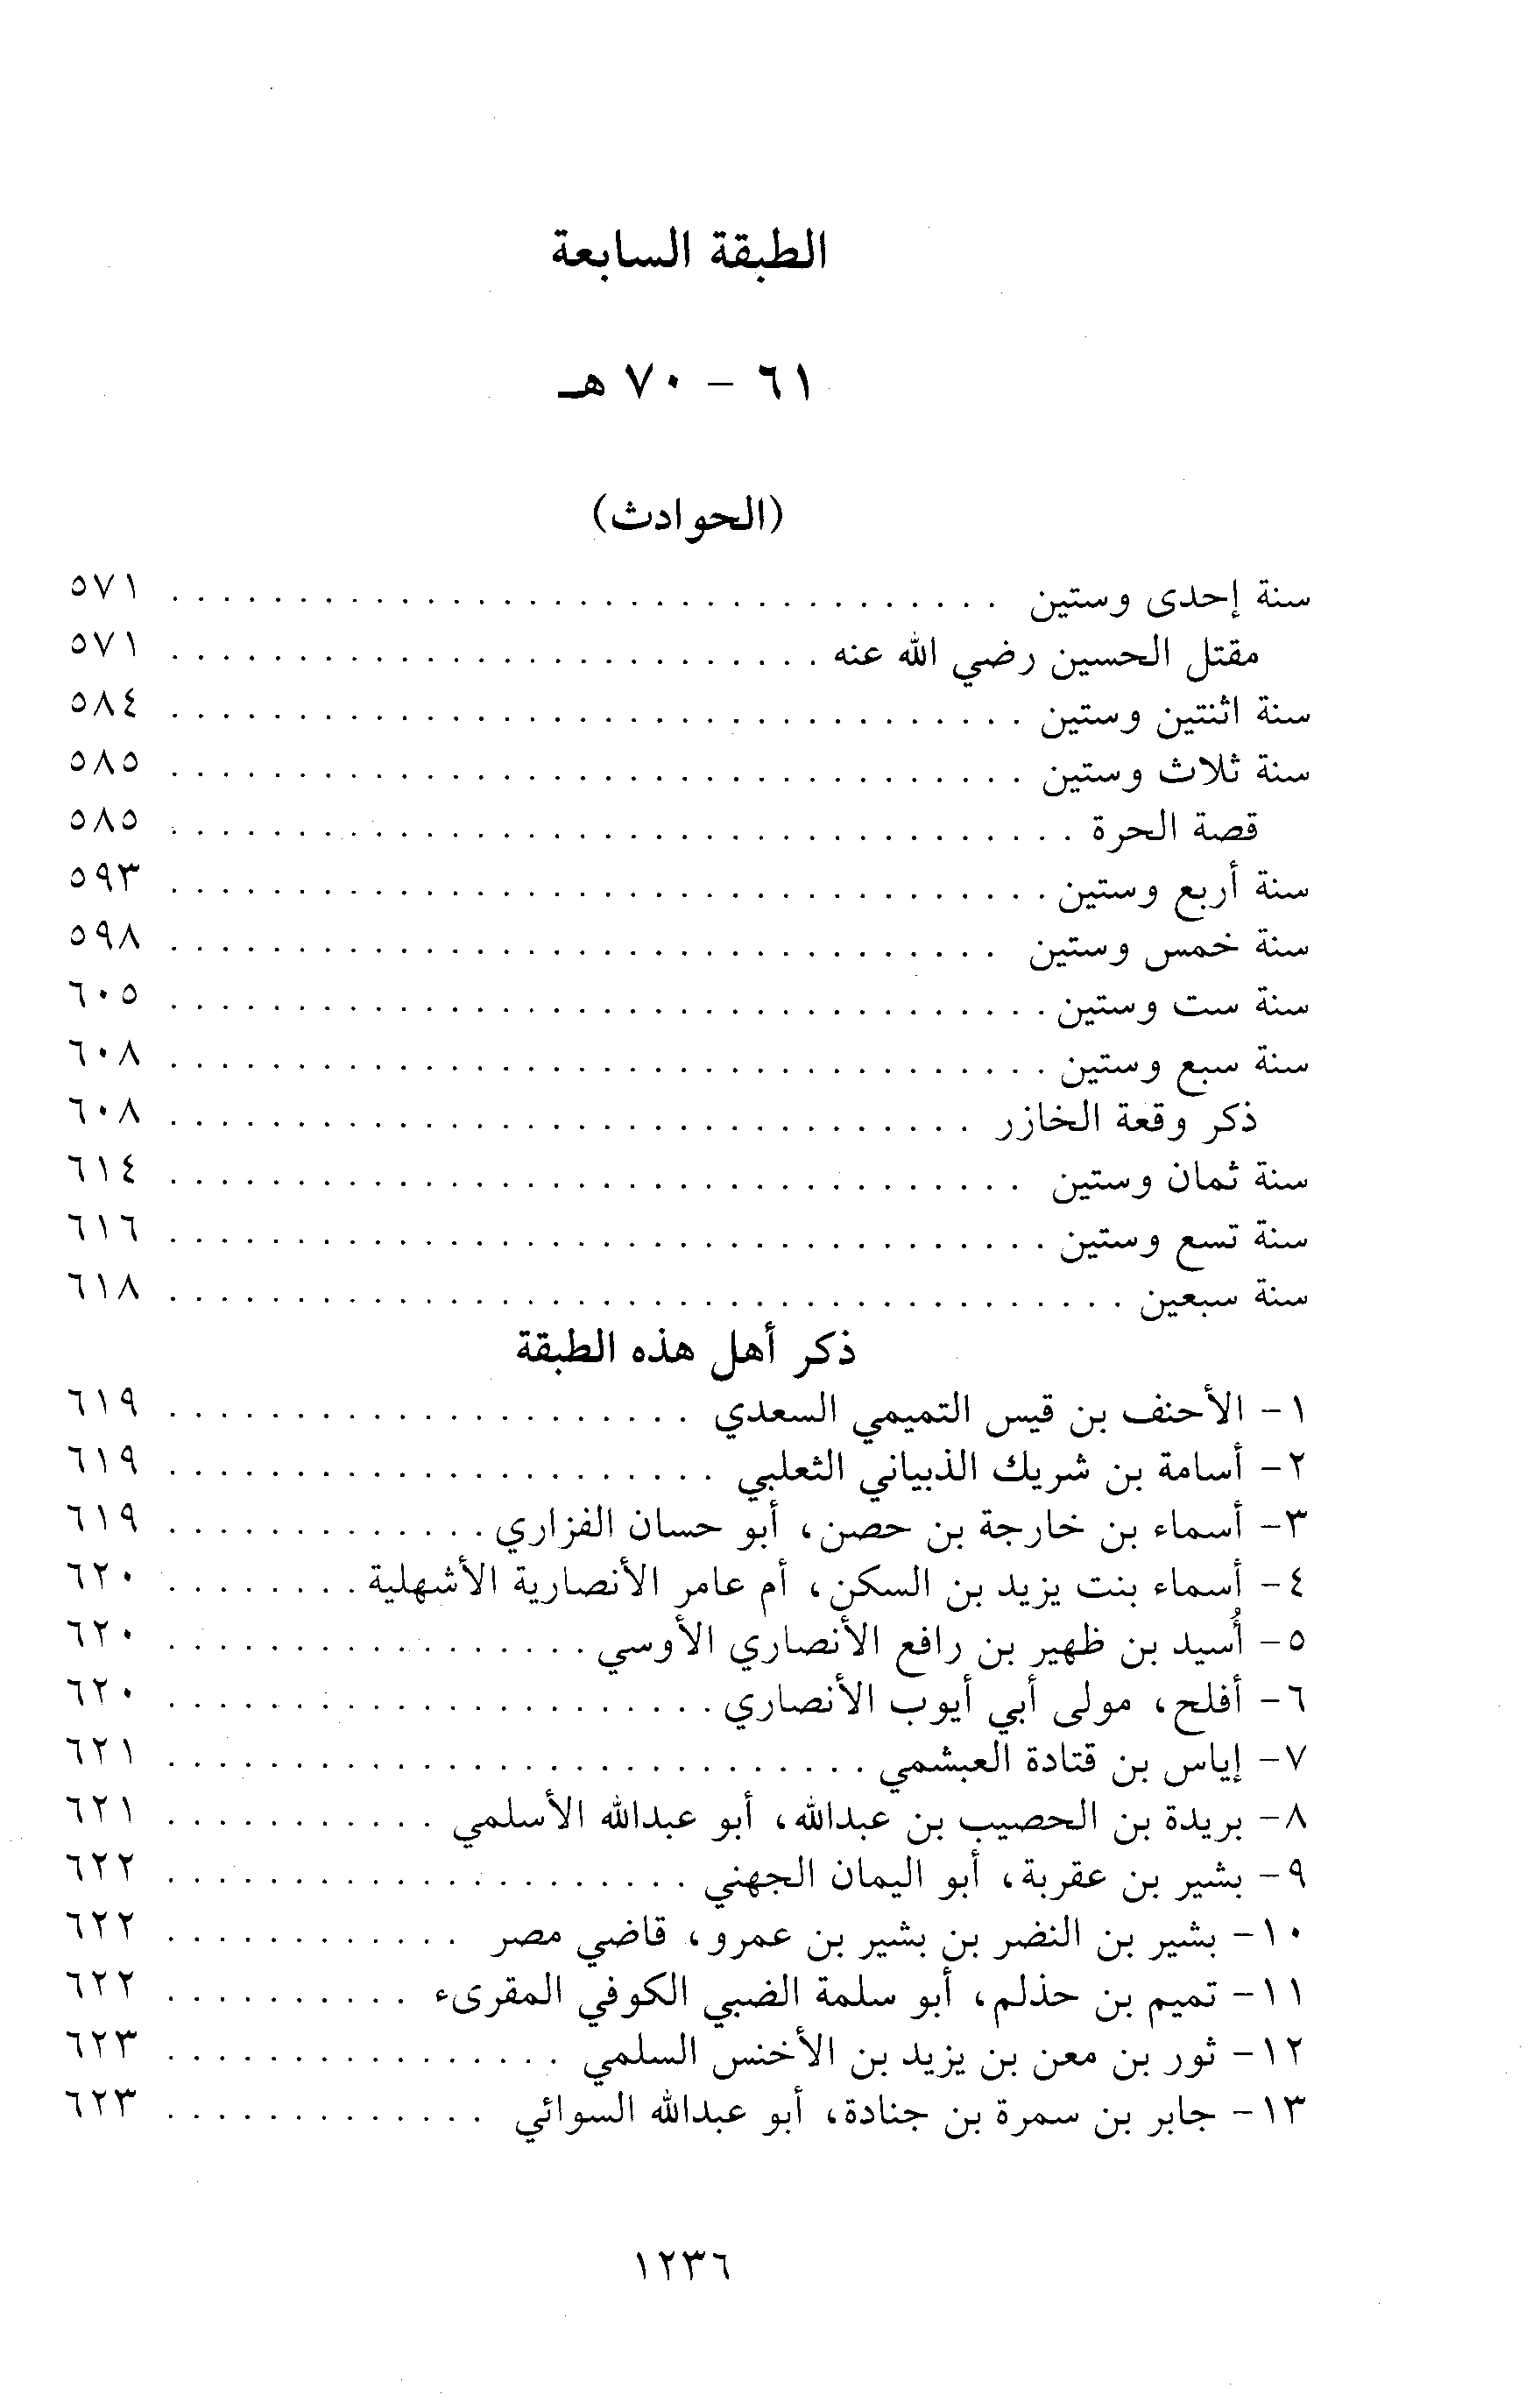 الطبقة السابعة
٦١ - ٧٠ هـ
(الحوادث)
سنة إحدى وستين . . . . . . . . . . . . . . . . . . . . . . . . . . . . . . . . . ٥٧١
مقتل الحسين رضي الله عنه . . . . . . . . . . . . . . . . . . . . . . . . . . ٥٧١
سنة اثنتين وستين . . . . . . . . . . . . . . . . . . . . . . . . . . . . . . . . . . ٥٨٤
سنة ثلاث وستين . . . . . . . . . . . . . . . . . . . . . . . . . . . . . . . . . . ٥٨٥
قصة الحرة . . . . . . . . . . . . . . . . . . . . . . . . . . . . . . . . . . . . ٥٨٥
سنة أربع وستين . . . . . . . . . . . . . . . . . . . . . . . . . . . . . . . . . . . ٥٩٣
سنة خمس وستين . . . . . . . . . . . . . . . . . . . . . . . . . . . . . . . . . ٥٩٨
سنة ست وستين . . . . . . . . . . . . . . . . . . . . . . . . . . . . . . . . . . . ٦٠٥
سنة سبع وستين . . . . . . . . . . . . . . . . . . . . . . . . . . . . . . . . . . . ٦٠٨
ذكر وقعة الخازر . . . . . . . . . . . . . . . . . . . . . . . . . . . . . . . . ٦٠٨
سنة ثمان وستين . . . . . . . . . . . . . . . . . . . . . . . . . . . . . . . . . . ٦١٤
سنة تسع وستين . . . . . . . . . . . . . . . . . . . . . . . . . . . . . . . . . . . ٦١٦
سنة سبعين . . . . . . . . . . . . . . . . . . . . . . . . . . . . . . . . . . . . . . ٦١٨
ذكر أهل هذه الطبقة
١- الأحنف بن قيس التميمي السعدي . . . . . . . . . . . . . . . . . . . . . ٦١٩
٢- أسامة بن شريك الذبياني الثعلبي . . . . . . . . . . . . . . . . . . . . . . ٦١٩
٣- أسماء بن خارجة بن حصن، أبو حسان الفزاري . . . . . . . . . . . . . ٦١٩
٤- أسماء بنت يزيد بن السكن، أم عامر الأنصارية الأشهلية . . . . . . . . ٦٢٠
٥- أُسيد بن ظهير بن رافع الأنصاري الأوسي . . . . . . . . . . . . . . . . . ٦٢٠
٦- أفلح، مولى أبي أيوب الأنصاري . . . . . . . . . . . . . . . . . . . . . . ٦٢٠
٧- إياس بن قتادة العبشمي . . . . . . . . . . . . . . . . . . . . . . . . . . . . ٦٢١
٨- بريدة بن الحصيب بن عبدالله، أبو عبدالله الأسلمي . . . . . . . . . . . ٦٢١
٩- بشير بن عقربة، أبو اليمان الجهني . . . . . . . . . . . . . . . . . . . . . ٦٢٢
١٠- بشير بن النضر بن بشير بن عمرو، قاضي مصر . . . . . . . . . . . . ٦٢٢
١١- تميم بن حذلم، أبو سلمة الضبي الكوفي المقرىء . . . . . . . . . . ٦٢٢
١٢- ثور بن معن بن يزيد بن الأخنس السلمي . . . . . . . . . . . . . . . . ٦٢٣
١٣- جابر بن سمرة بن جنادة، أبو عبدالله السوائي . . . . . . . . . . . . . ٦٢٣
١٢٣٦